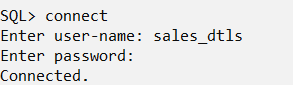 SQL> connect
Enter user-name: sales_dtls
Enter password:
Connected.